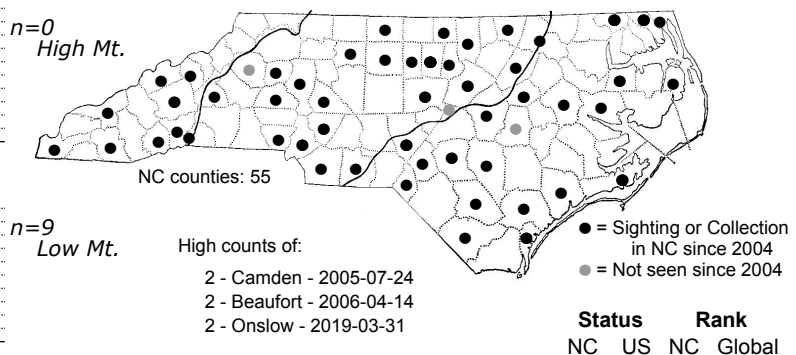 n=0
High Mt.
NC counties: 55
n=9
Low Mt.
High counts of:
2 - Camden - 2005-07-24
2 - Beaufort - 2006-04-14
2 - Onslow - 2019-03-31
● = Sighting or Collection
in NC since 2004
● = Not seen since 2004
Status Rank
NC US NC Global